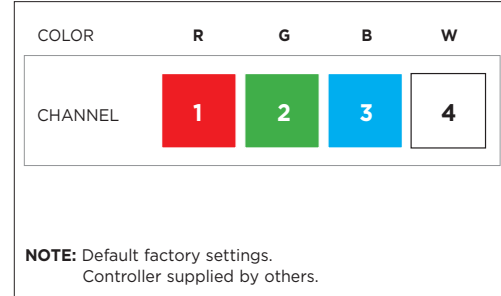 COLOR R G B W
CHANNEL 1 2 3 4
NOTE: Default factory settings.
Controller supplied by others.